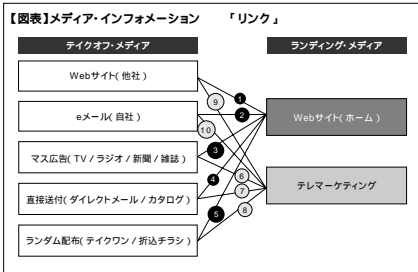 【図表】メディア・インフォメーション 「リンク」
テイクオフ・メディア
ランディング・メディア
Webサイト(他社)
eメール(自社)
マス広告(TV/ラジオ/新聞/雑誌)
直接送付(ダイレクトメール/カタログ)
ランダム配布(テイクワン/折込チラシ)
1
9
2
10
3
6
4
7
5
8
Webサイト(ホーム)
テレマーケティング